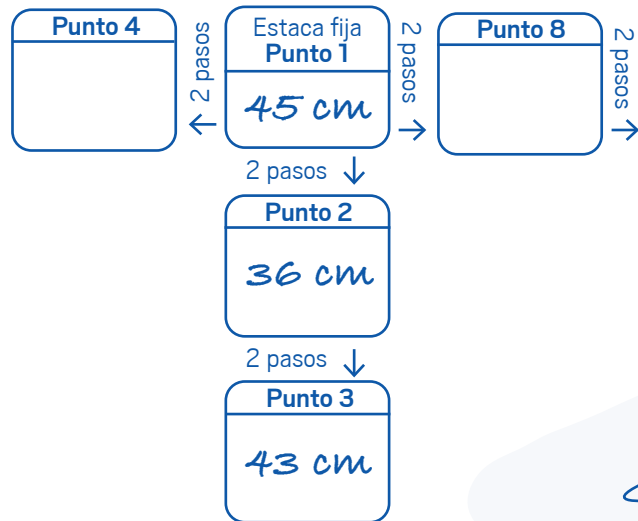 Punto 4
2 pasos
Estaca fija
Punto 1
45 cm
2 pasos
Punto 8
2 pasos
2 pasos
Punto 2
36 cm
2 pasos
Punto 3
43 cm